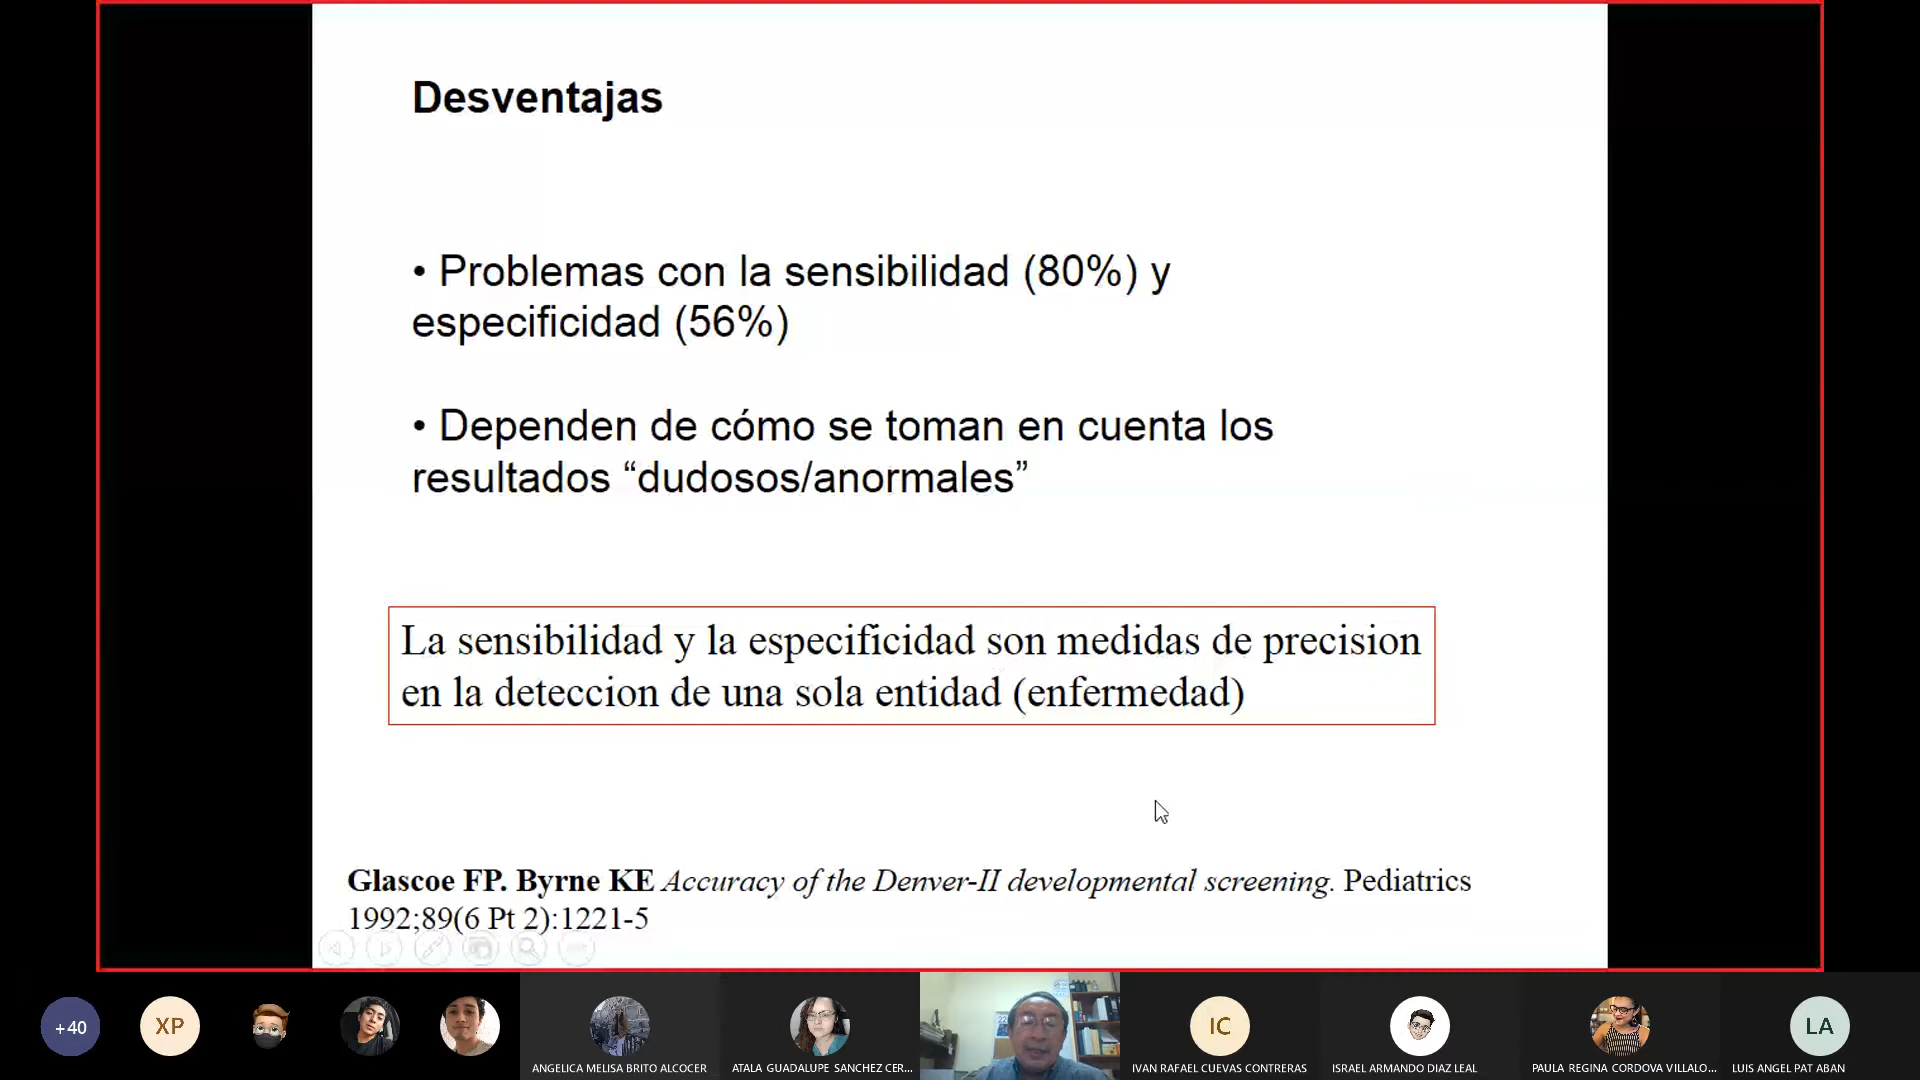 Desventajas
• Problemas con la sensibilidad (80%) y
especificidad (56%)
• Dependen de cómo se toman en cuenta los
resultados “dudosos/anormales”
La sensibilidad y la especificidad son medidas de precision
en la deteccion de una sola entidad (enfermedad)
Glascoe FP. Byrne KE Accuracy of the Denver-II developmental screening. Pediatrics
1992;89(6 Pt 2):1221-5
+40
XP
IC
LA
ANGELICA MELISA BRITO ALCOCER
ATALA GUADALUPE SANCHEZ CER...
IVAN RAFAEL CUEVAS CONTRERAS
ISRAEL ARMANDO DIAZ LEAL
PAULA REGINA CORDOVA VILLALO...
LUIS ANGEL PAT ABAN